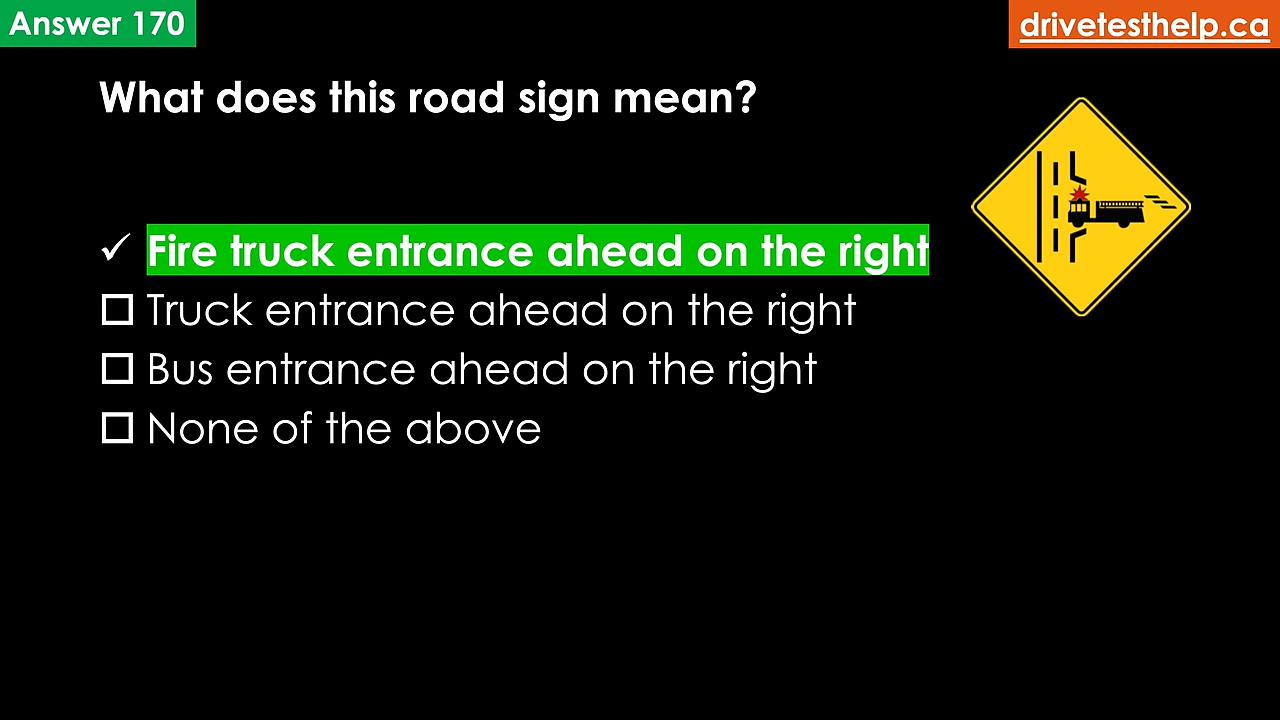 Answer 170
drivetesthelp.ca
What does this road sign mean?
✓ Fire truck entrance ahead on the right
☐ Truck entrance ahead on the right
☐ Bus entrance ahead on the right
☐ None of the above